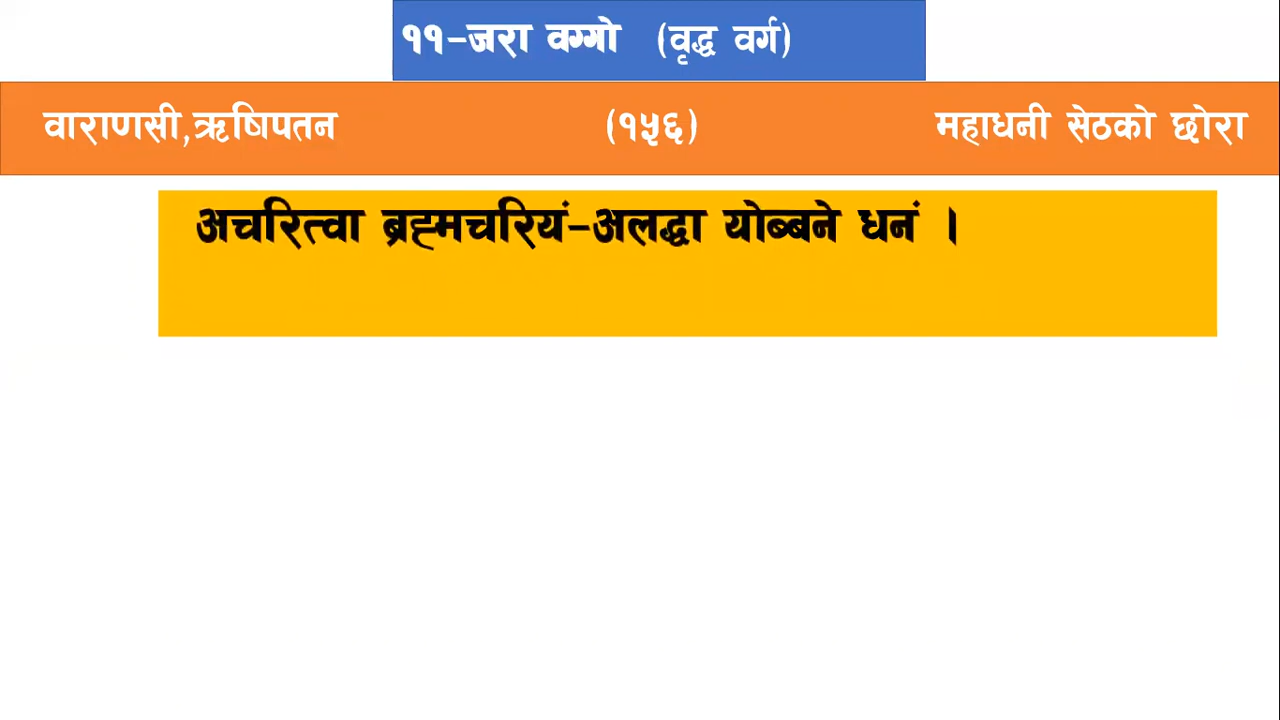 ११-जरा वग्गो (वृद्ध वर्ग)
वाराणसी,ऋषिपतन (१५६) महाधनी सेठको छोरा
अचरित्वा ब्रह्मचरियं-अलद्धा योब्बने धनं ।